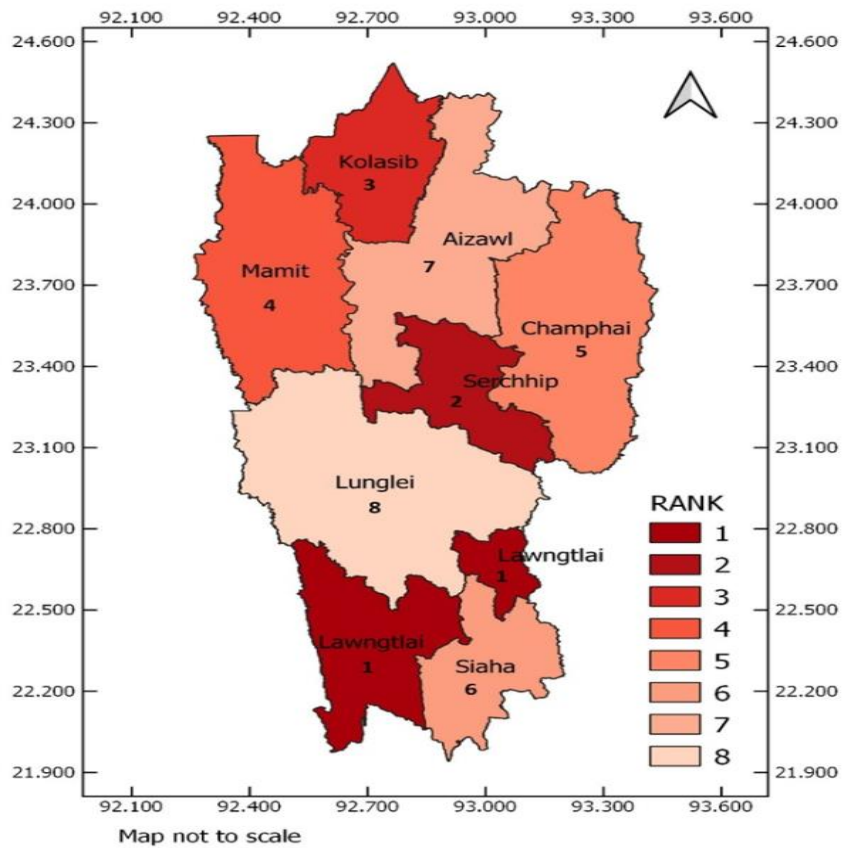 92.100 92.400 92.700 93.000 93.300 93.600
24.600 24.600
24.300 24.300
Kolasib
3
24.000 24.000
Aizawl
7
Mamit
4
23.700 23.700
Champhai
5
23.400 23.400
Serchhip
2
23.100 23.100
Lunglei
8
RANK
1
2
3
4
5
6
7
8
22.800 22.800
Lawngtlai
1
22.500 22.500
Lawngtlai
1
Siaha
6
22.200 22.200
21.900 21.900
92.100 92.400 92.700 93.000 93.300 93.600
Map not to scale